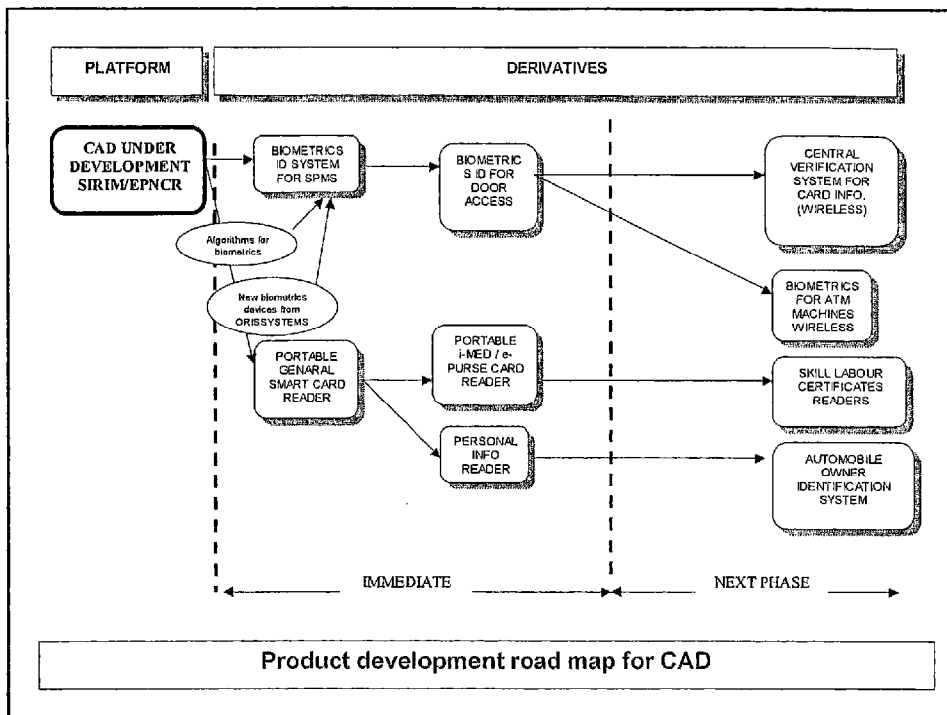 PLATFORM
DERIVATIVES
CAD UNDER
DEVELOPMENT
SIRIM/EPNCR
BIOMETRICS
ID SYSTEM
FOR SPMS
BIOMETRIC
S ID FOR
DOOR
ACCESS
CENTRAL
VERIFICATION
SYSTEM FOR
CARD INFO.
(WIRELESS)
Algorithms for
biometrics
New biometrics
devices from
ORISSYSTEMS
BIOMETRICS
FOR ATM
MACHINES
WIRELESS
PORTABLE
GENARAL
SMART CARD
READER
PORTABLE
i-MED / e-
PURSE CARD
READER
SKILL LABOUR
CERTIFICATES
READERS
PERSONAL
INFO
READER
AUTOMOBILE
OWNER
IDENTIFICATION
SYSTEM
IMMEDIATE
NEXT PHASE
Product development road map for CAD